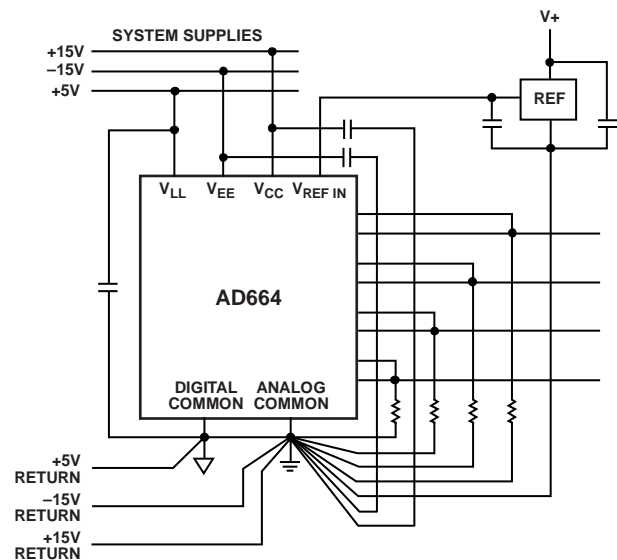 SYSTEM SUPPLIES
+15V
–15V
+5V
V+
REF
VLL
VEE
VCC
VREF IN
AD664
DIGITAL
COMMON
ANALOG
COMMON
+5V
RETURN
–15V
RETURN
+15V
RETURN